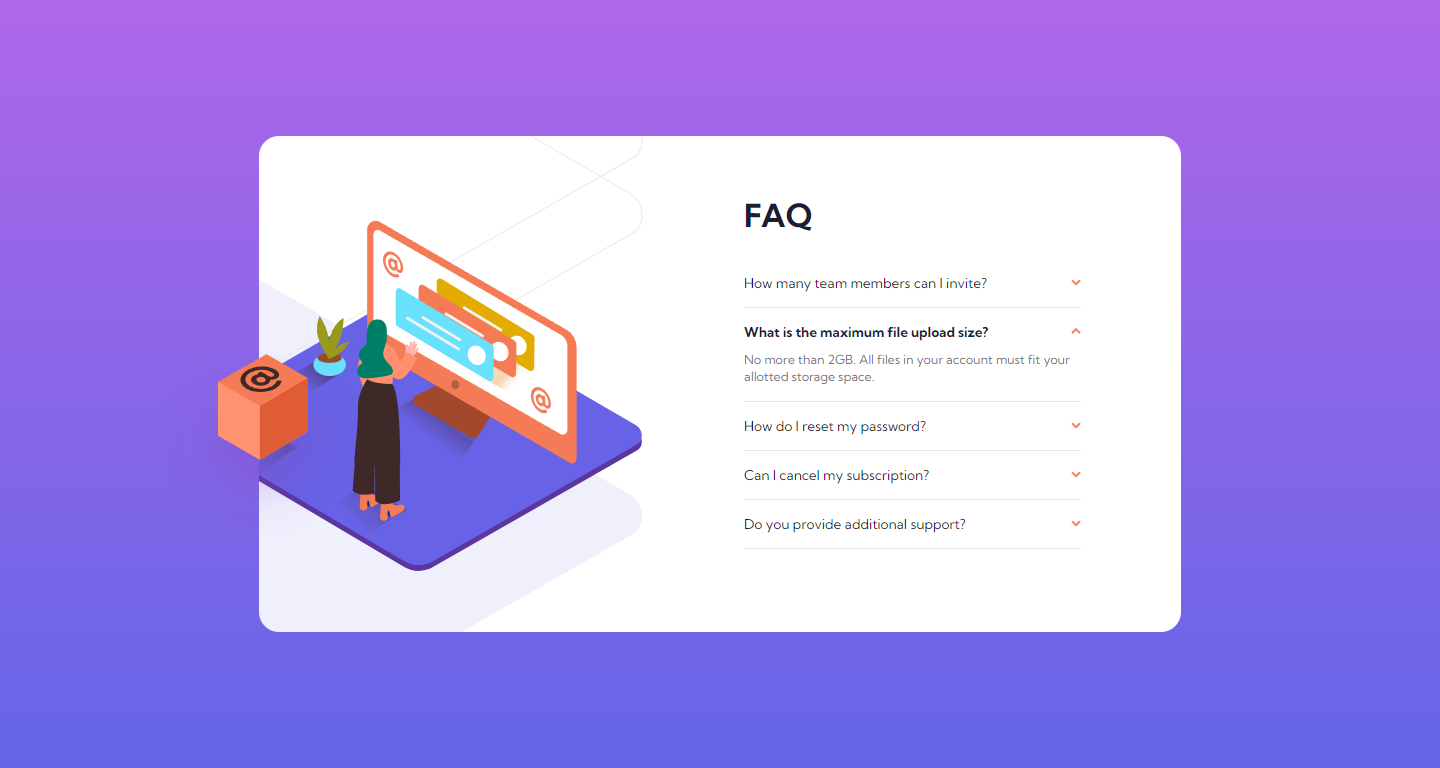 FAQ
How many team members can I invite?
What is the maximum file upload size?
No more than 2GB. All files in your account must fit your
allotted storage space.
How do I reset my password?
Can I cancel my subscription?
Do you provide additional support?
@
@
@